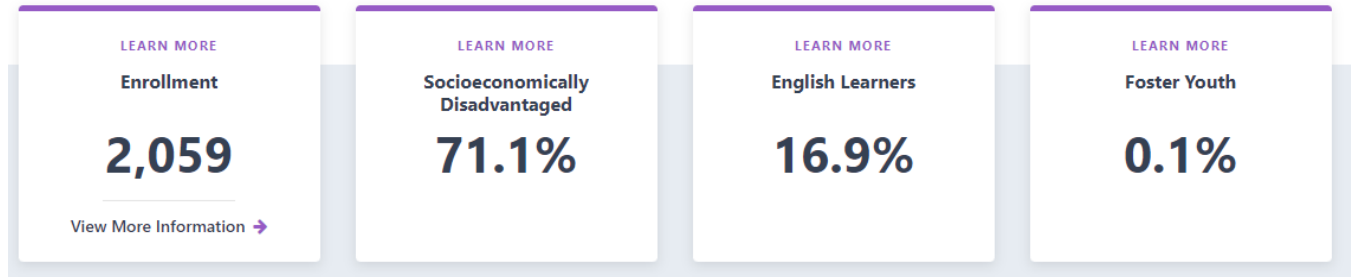 LEARN MORE
Enrollment
2,059
View More Information
LEARN MORE
Socioeconomically
Disadvantaged
71.1%
LEARN MORE
English Learners
16.9%
LEARN MORE
Foster Youth
0.1%